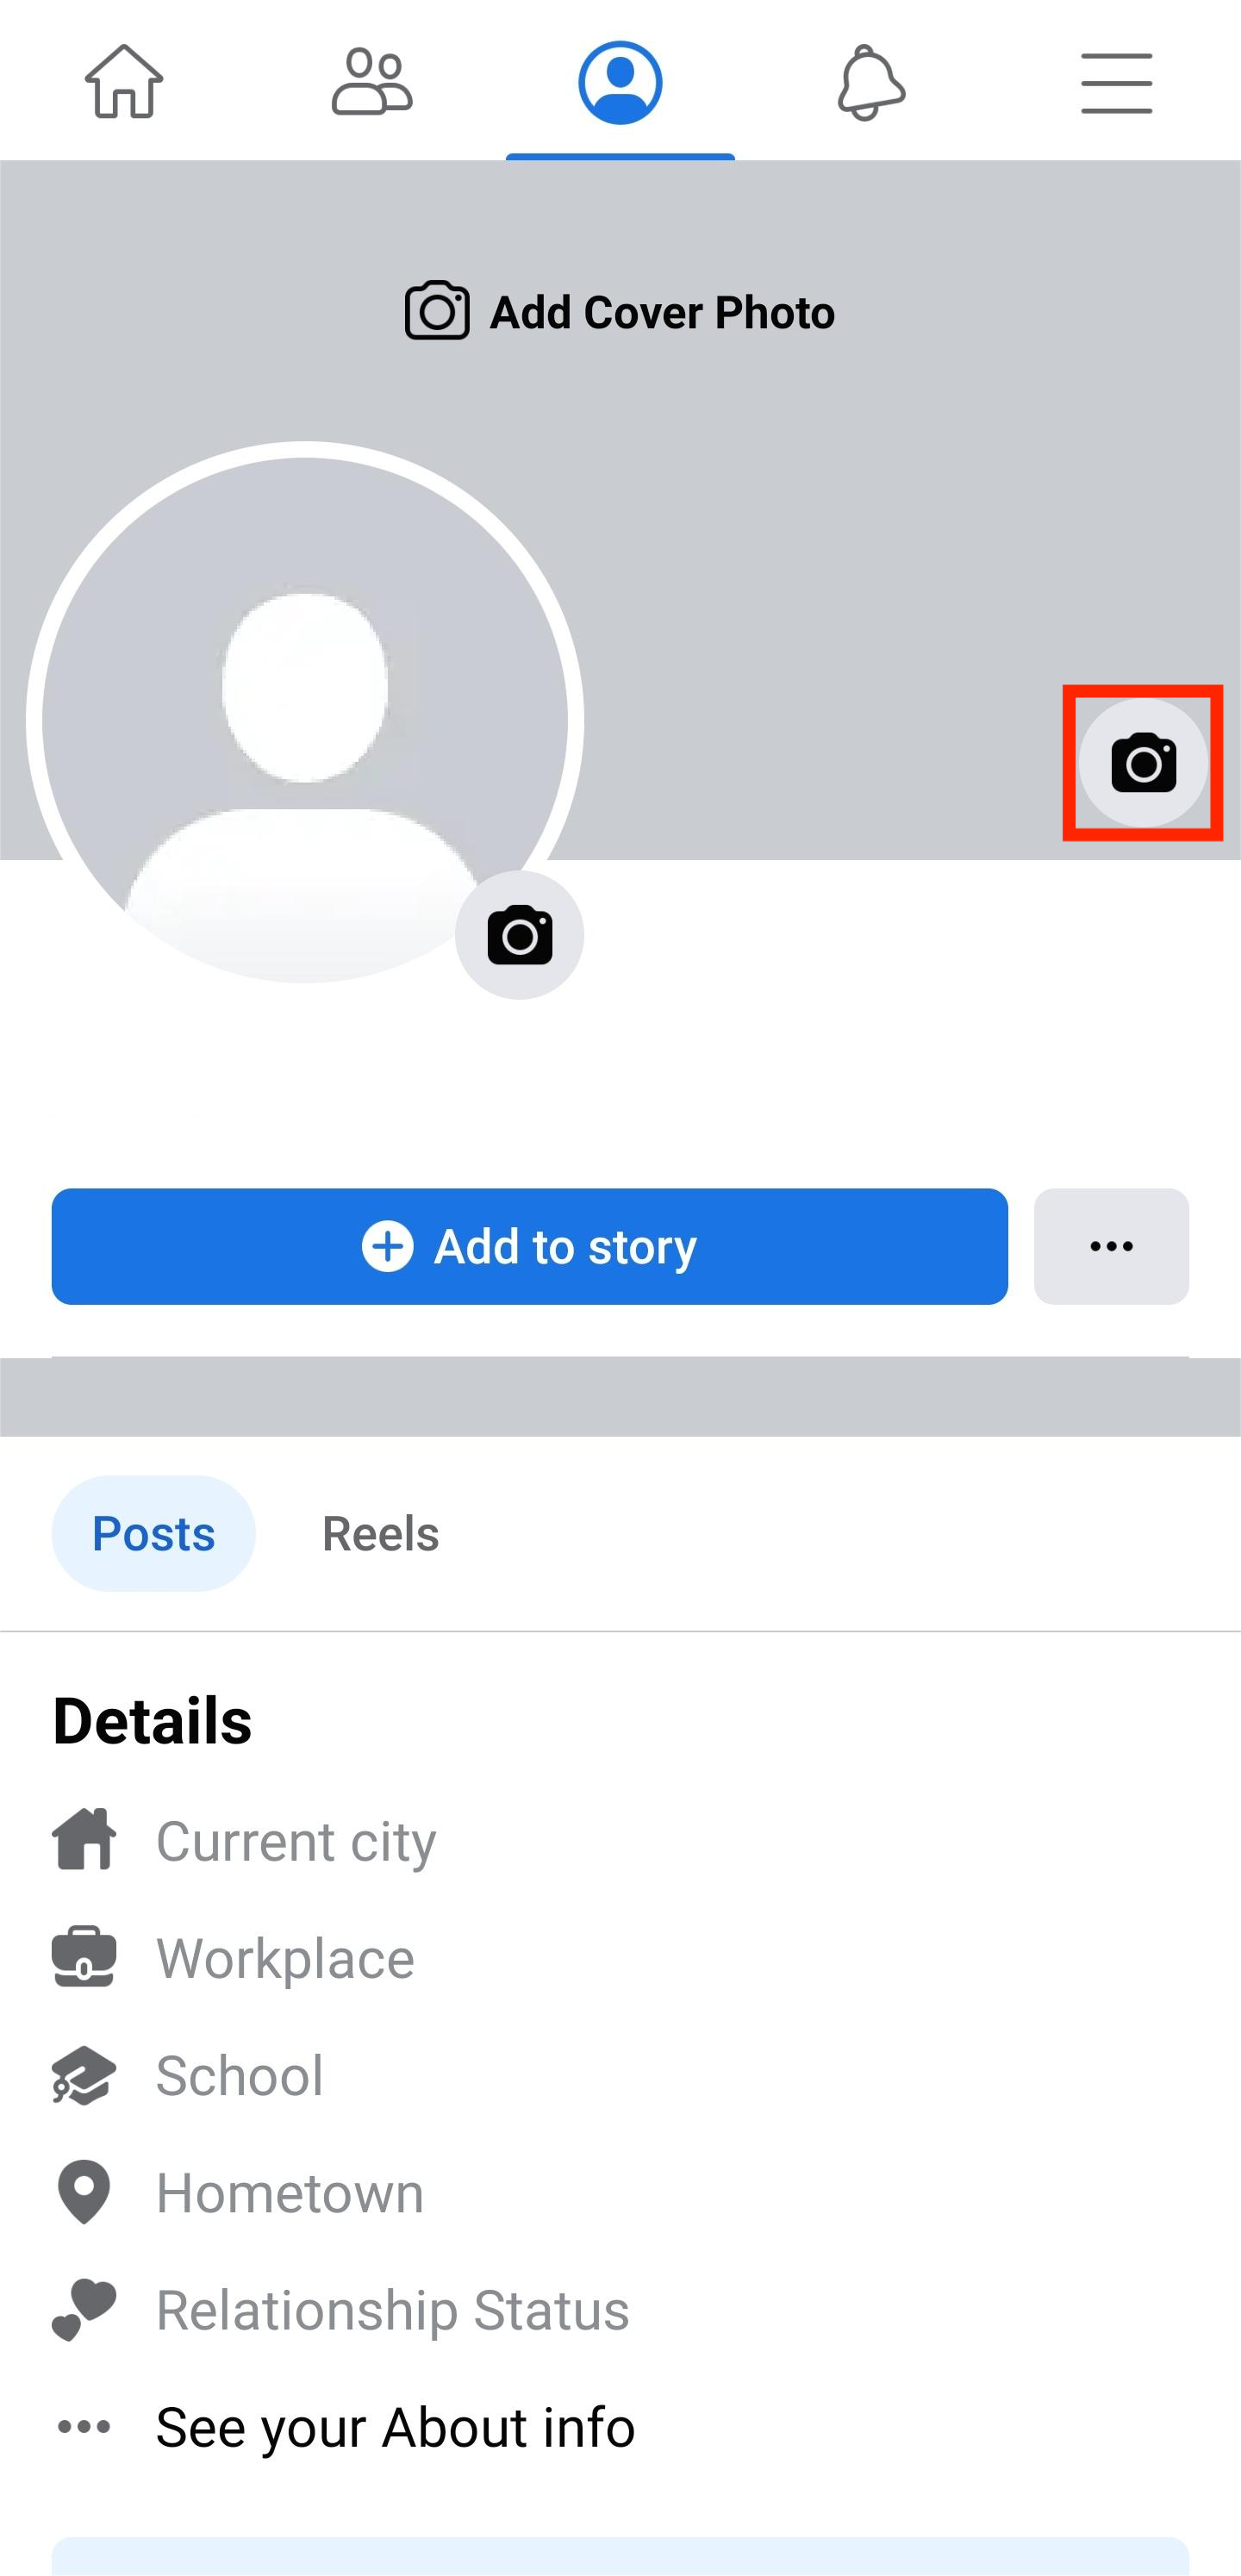 Add Cover Photo
Add to story
Posts Reels
Details
Current city
Workplace
School
Hometown
Relationship Status
See your About info